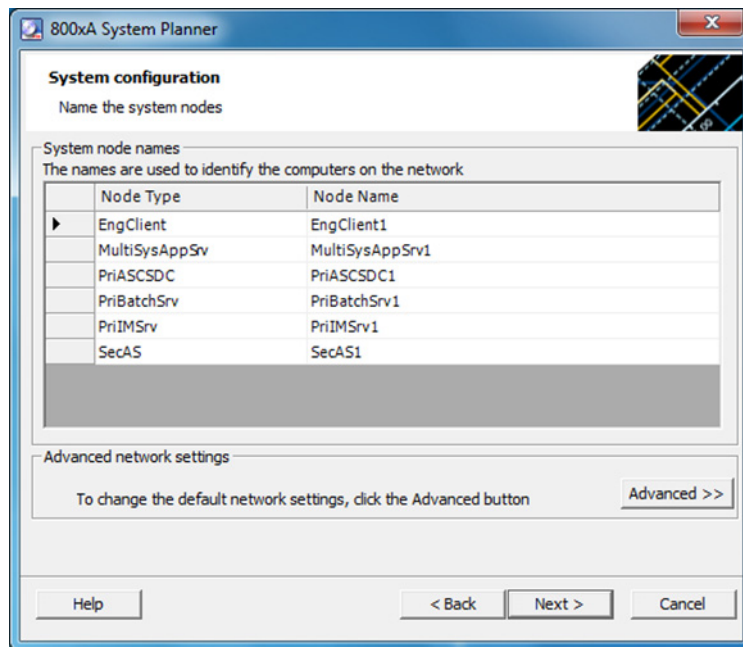 800xA System Planner
System configuration
Name the system nodes
System node names
The names are used to identify the computers on the network
Node Type Node Name
EngClient EngClient1
MultiSysAppSrv MultiSysAppSrv1
PriASCSDC PriASCSDC1
PriBatchSrv PriBatchSrv1
PriIMSrv PriIMSrv1
SecAS SecAS1
Advanced network settings
To change the default network settings, click the Advanced button Advanced >>
Help < Back Next > Cancel